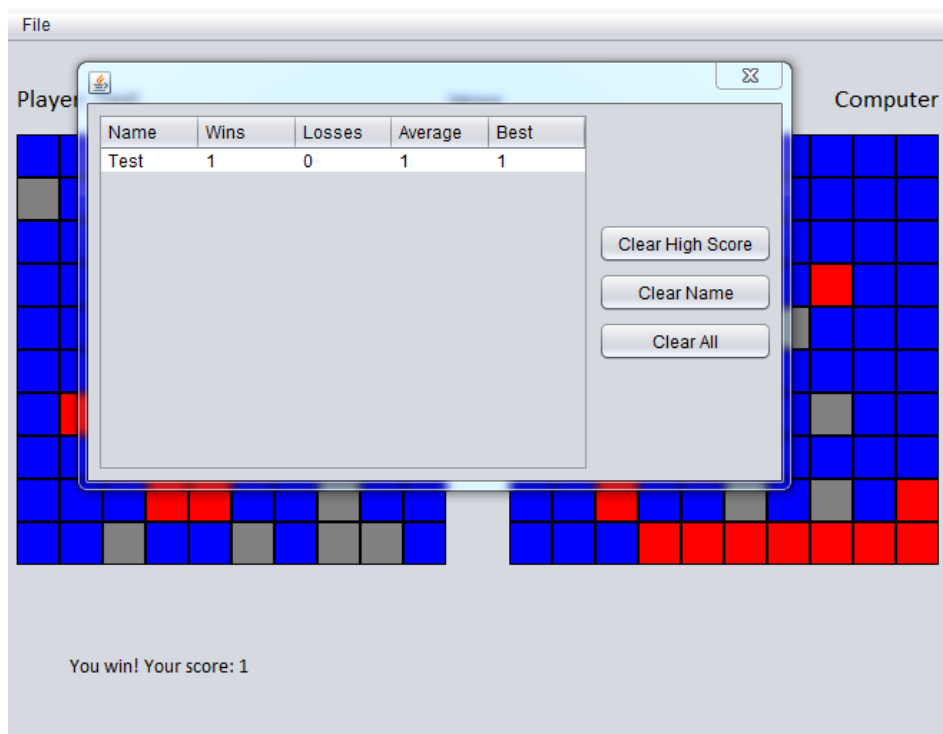 File
Player
Computer
Name Wins Losses Average Best
Test 1 0 1 1
Clear High Score
Clear Name
Clear All
You win! Your score: 1